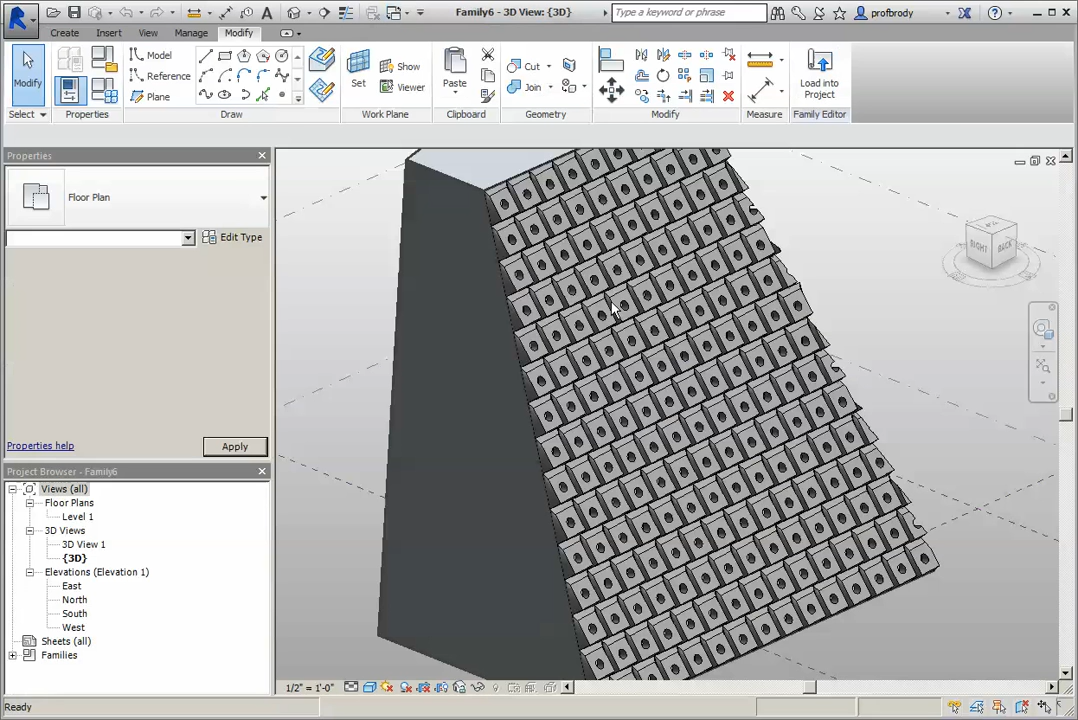 Family6 - 3D View: {3D}
Type a keyword or phrase
profbrody
Create Insert View Manage Modify
Modify
Model
Reference
Plane
Set
Show
Viewer
Paste
Cut
Join
Load into
Project
Select Properties Draw Work Plane Clipboard Geometry Modify Measure Family Editor
Properties
Floor Plan
Edit Type
Properties help
Apply
Project Browser - Family6
Views (all)
Floor Plans
Level 1
3D Views
3D View 1
{3D}
Elevations (Elevation 1)
East
North
South
West
Sheets (all)
Families
RIGHT BACK
1/2" = 1'-0"
Ready